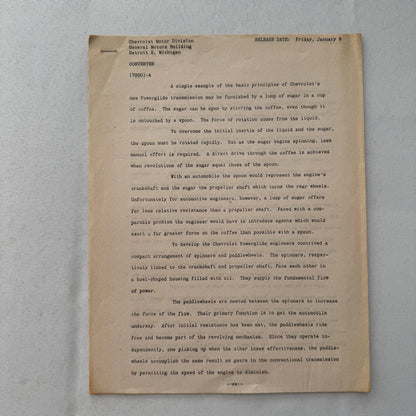 Chevrolet Motor Division RELEASE DATE: Friday, January 6
General Motors Building
Detroit 2, Michigan
CONVERTER
A simple example of the basic principles of Chevrolet's
new Powerglide transmission may be furnished by a lump of sugar in a cup
of coffee. The sugar can be spun by stirring the coffee, even though it
is untouched by a spoon. The force of rotation comes from the liquid.
To overcome the initial inertia of the liquid and the sugar,
the spoon must be rotated rapidly. But as the sugar begins spinning, less
manual effort is required. A direct drive through the coffee is achieved
when revolutions of the sugar equal those of the spoon.
With an automobile the spoon would represent the engine's
crankshaft and the sugar the propeller shaft which turns the rear wheels.
Unfortunately for automotive engineers, however, a lump of sugar offers
far less relative resistance than a propeller shaft. Faced with a com-
parable problem the engineer would have to introduce agents which would
exert a far greater force on the coffee than possible with a spoon.
To develop the Chevrolet Powerglide engineers contrived a
compact arrangement of spinners and paddlewheels. The spinners, respec-
tively linked to the crankshaft and propeller shaft, face each other in
a bowl-shaped housing filled with oil. They supply the fundamental flow
of power.
The paddlewheels are seated between the spinners to increase
the force of the flow. Their primary function is to get the automobile
underway. After initial resistance has been met, the paddlewheels ride
free and become part of the revolving mechanism. Since they operate in-
dependently, one picking up when the other loses effectiveness, the paddle-
wheels accomplish the same result as gears in the conventional transmission
by permitting the speed of the engine to diminish.